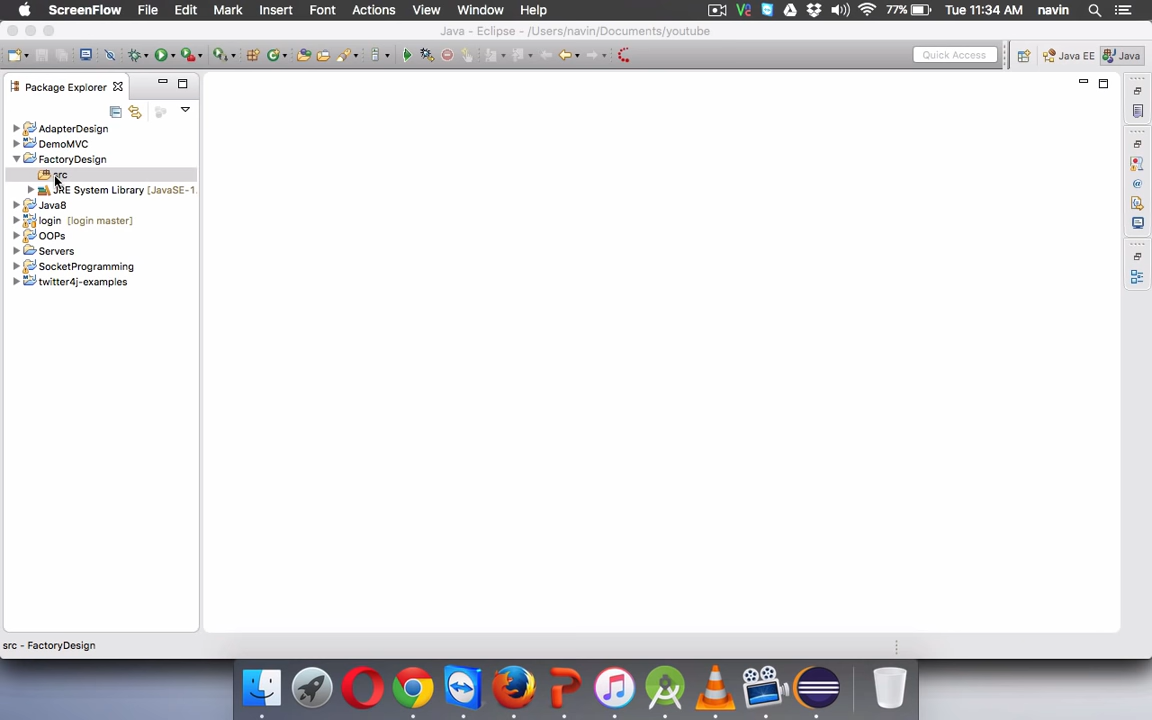 ScreenFlow File Edit Mark Insert Font Actions View Window Help 77% Tue 11:34 AM navin
Java - Eclipse - /Users/navin/Documents/youtube
Quick Access Java EE Java
Package Explorer
AdapterDesign
DemoMVC
FactoryDesign
src
JRE System Library [JavaSE-1.
Java8
login [login master]
OOPs
Servers
SocketProgramming
twitter4j-examples
src - FactoryDesign